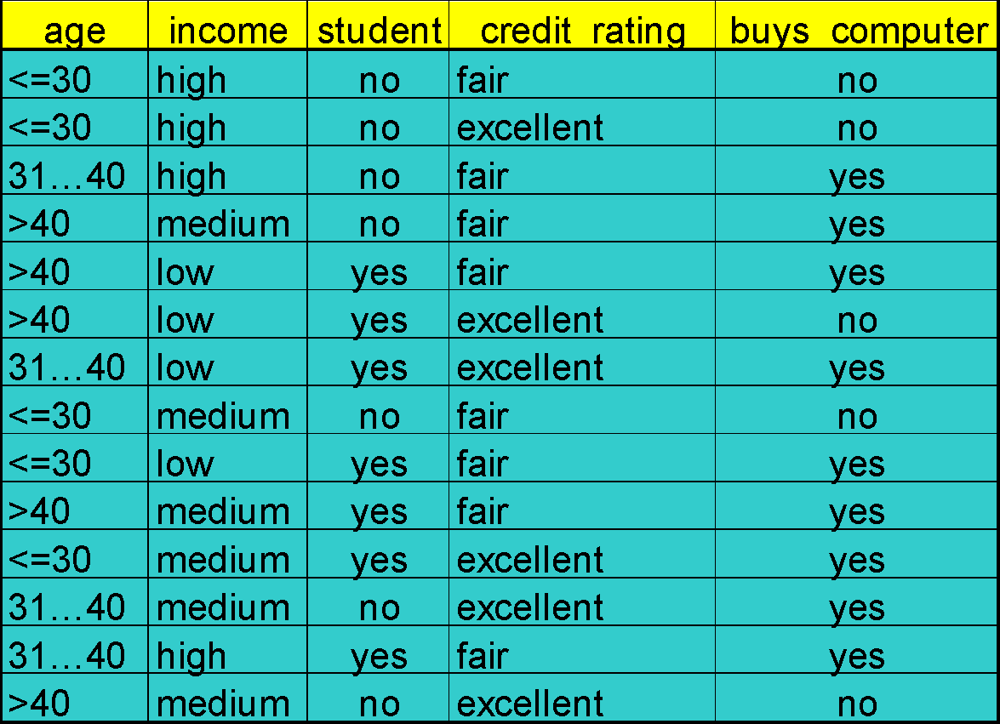 age income student credit rating buys computer
<=30 high no fair no
<=30 high no excellent no
31…40 high no fair yes
>40 medium no fair yes
>40 low yes fair yes
>40 low yes excellent no
31…40 low yes excellent yes
<=30 medium no fair no
<=30 low yes fair yes
>40 medium yes fair yes
<=30 medium yes excellent yes
31…40 medium no excellent yes
31…40 high yes fair yes
>40 medium no excellent no